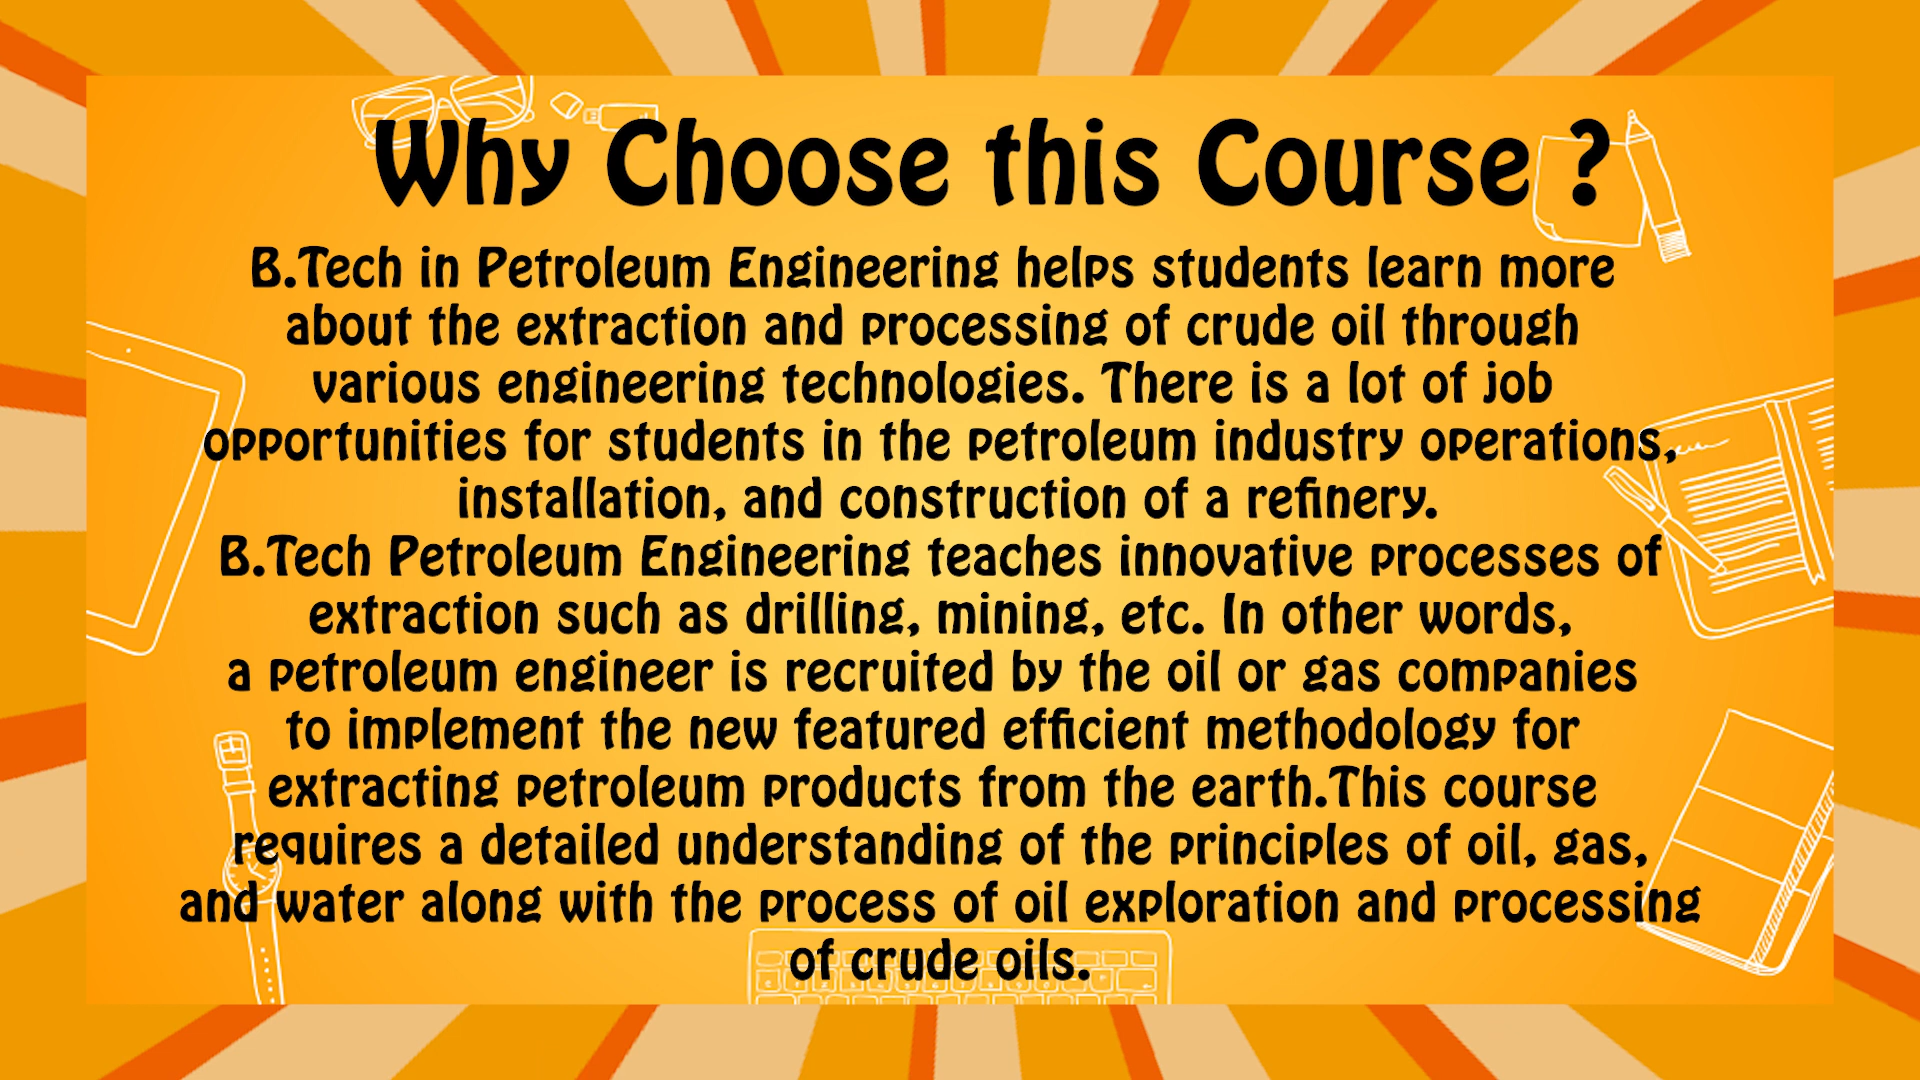 Why Choose this Course ?
B.Tech in Petroleum Engineering helps students learn more
about the extraction and processing of crude oil through
various engineering technologies. There is a lot of job
opportunities for students in the petroleum industry operations,
installation, and construction of a refinery.
B.Tech Petroleum Engineering teaches innovative processes of
extraction such as drilling, mining, etc. In other words,
a petroleum engineer is recruited by the oil or gas companies
to implement the new featured efficient methodology for
extracting petroleum products from the earth.This course
requires a detailed understanding of the principles of oil, gas,
and water along with the process of oil exploration and processing
of crude oils.